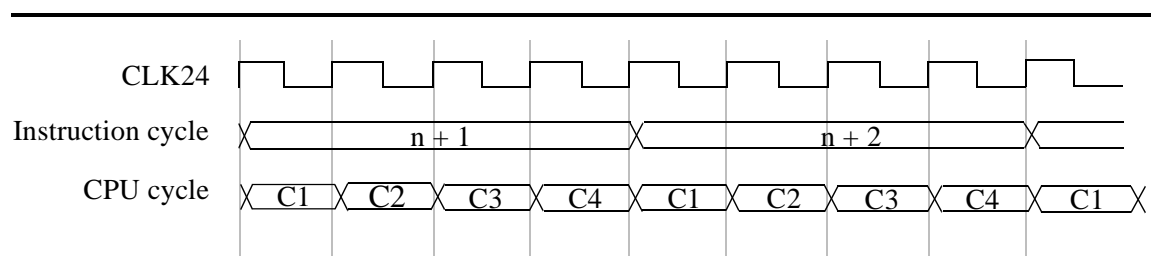 CLK24
Instruction cycle n + 1 n + 2
CPU cycle C1 C2 C3 C4 C1 C2 C3 C4 C1